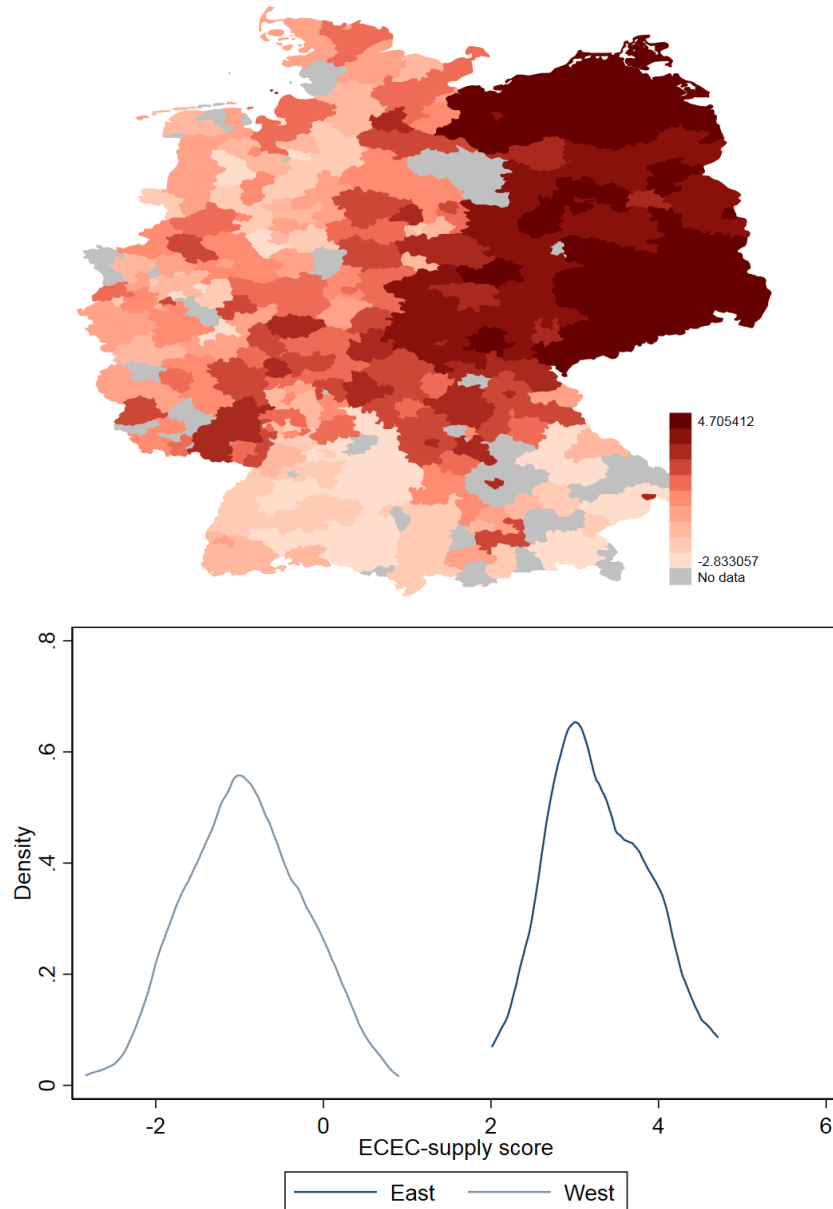 4.705412
-2.833057
No data
.8
.6
.4
.2
0
Density
-2 0 2 4 6
ECEC-supply score
East West